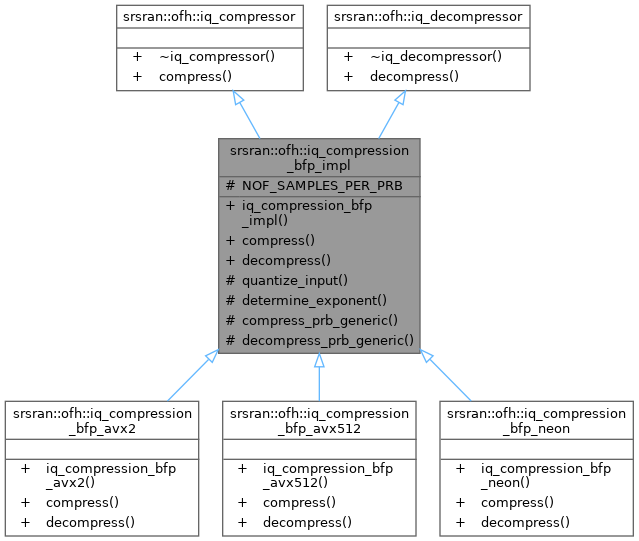 srsran::ofh::iq_compressor
+ ~iq_compressor()
+ compress()
srsran::ofh::iq_decompressor
+ ~iq_decompressor()
+ decompress()
srsran::ofh::iq_compression
_bfp_impl
# NOF_SAMPLES_PER_PRB
+ iq_compression_bfp
_impl()
+ compress()
+ decompress()
# quantize_input()
# determine_exponent()
# compress_prb_generic()
# decompress_prb_generic()
srsran::ofh::iq_compression
_bfp_avx2
+ iq_compression_bfp
_avx2()
+ compress()
+ decompress()
srsran::ofh::iq_compression
_bfp_avx512
+ iq_compression_bfp
_avx512()
+ compress()
+ decompress()
srsran::ofh::iq_compression
_bfp_neon
+ iq_compression_bfp
_neon()
+ compress()
+ decompress()